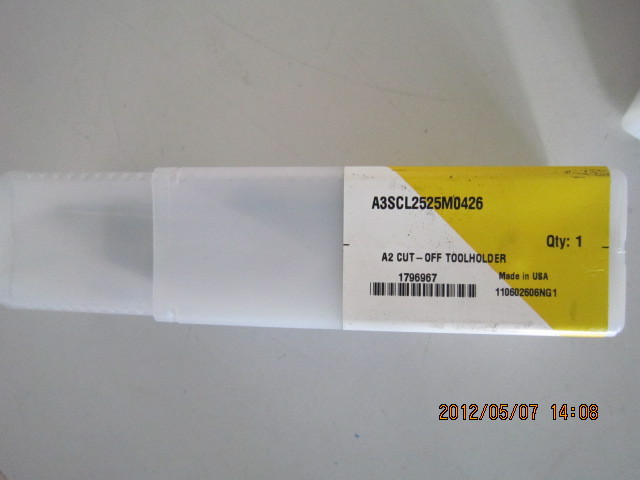 A3SCL2525M0426
Qty: 1
A2 CUT-OFF TOOLHOLDER
1796967
Made in USA
110602606NG1
2012/05/07 14:08